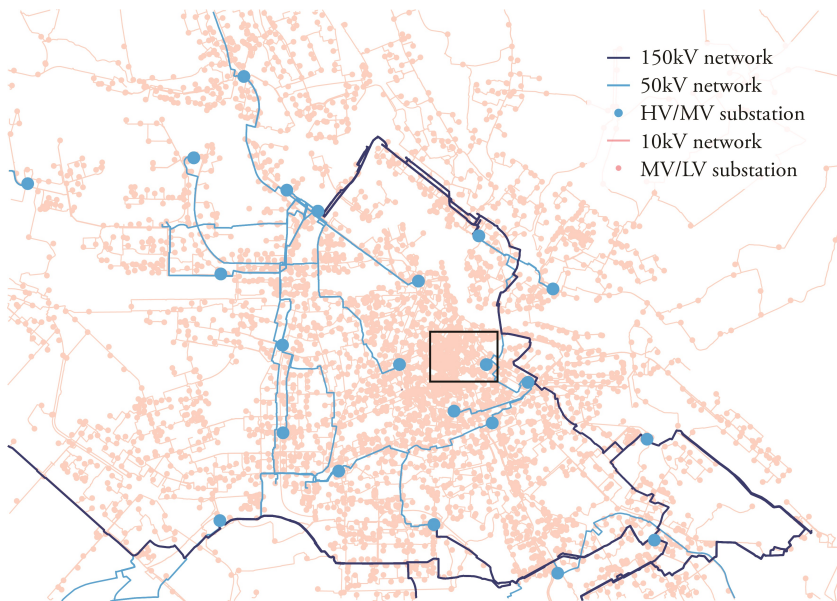 150kV network
50kV network
HV/MV substation
10kV network
MV/LV substation